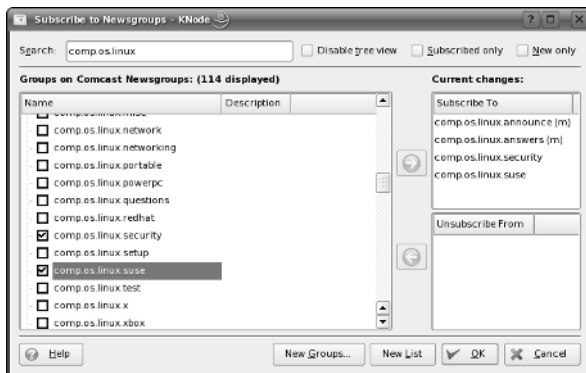 Subscribe to Newsgroups - KNode
Search: comp.os.linux Disable tree view Subscribed only New only
Groups on Comcast Newsgroups: (114 displayed)
Name Description
comp.os.linux.misc
comp.os.linux.network
comp.os.linux.networking
comp.os.linux.portable
comp.os.linux.powerpc
comp.os.linux.questions
comp.os.linux.redhat
comp.os.linux.security
comp.os.linux.setup
comp.os.linux.suse
comp.os.linux.test
comp.os.linux.x
comp.os.linux.xbox
Current changes:
Subscribe To
comp.os.linux.announce (m)
comp.os.linux.answers (m)
comp.os.linux.security
comp.os.linux.suse
Unsubscribe From
Help New Groups... New List OK Cancel